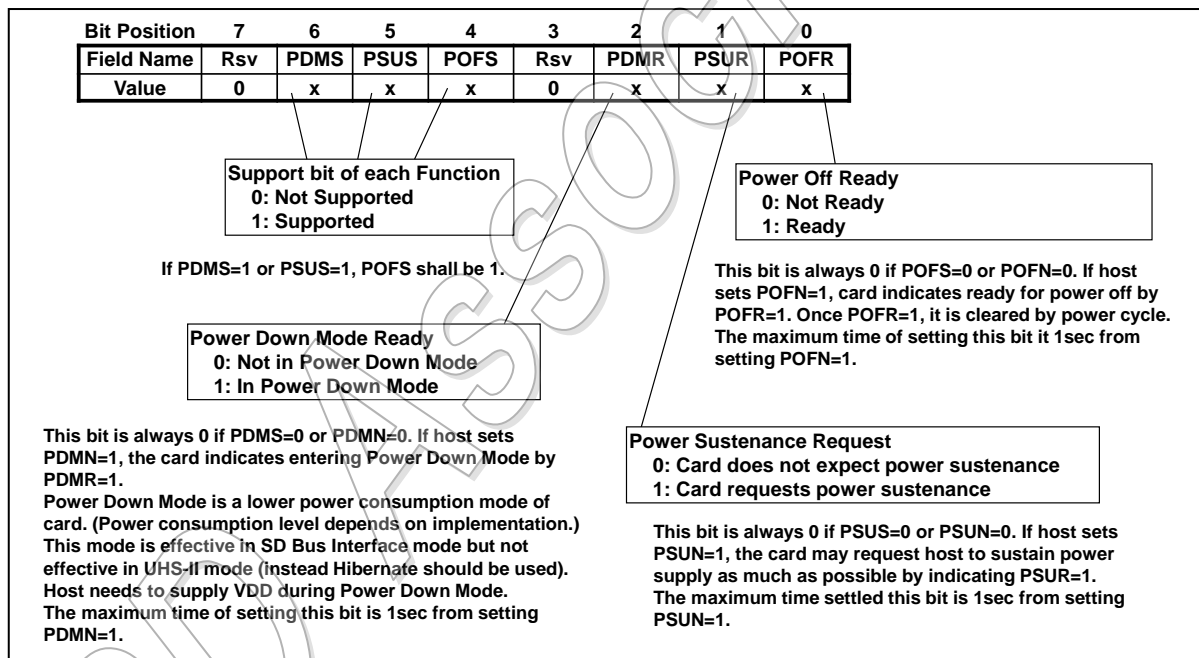 Bit Position 7 6 5 4 3 2 1 0
Field Name Rsv PDMS PSUS POFS Rsv PDMR PSUR POFR
Value 0 x x x 0 x x x
Support bit of each Function
0: Not Supported
1: Supported
If PDMS=1 or PSUS=1, POFS shall be 1.
Power Off Ready
0: Not Ready
1: Ready
This bit is always 0 if POFS=0 or POFN=0. If host
sets POFN=1, card indicates ready for power off by
POFR=1. Once POFR=1, it is cleared by power cycle.
The maximum time of setting this bit it 1sec from
setting POFN=1.
Power Down Mode Ready
0: Not in Power Down Mode
1: In Power Down Mode
This bit is always 0 if PDMS=0 or PDMN=0. If host sets
PDMN=1, the card indicates entering Power Down Mode by
PDMR=1.
Power Down Mode is a lower power consumption mode of
card. (Power consumption level depends on implementation.)
This mode is effective in SD Bus Interface mode but not
effective in UHS-II mode (instead Hibernate should be used).
Host needs to supply VDD during Power Down Mode.
The maximum time of setting this bit is 1sec from setting
PDMN=1.
Power Sustenance Request
0: Card does not expect power sustenance
1: Card requests power sustenance
This bit is always 0 if PSUS=0 or PSUN=0. If host sets
PSUN=1, the card may request host to sustain power
supply as much as possible by indicating PSUR=1.
The maximum time settled this bit is 1sec from setting
PSUN=1.